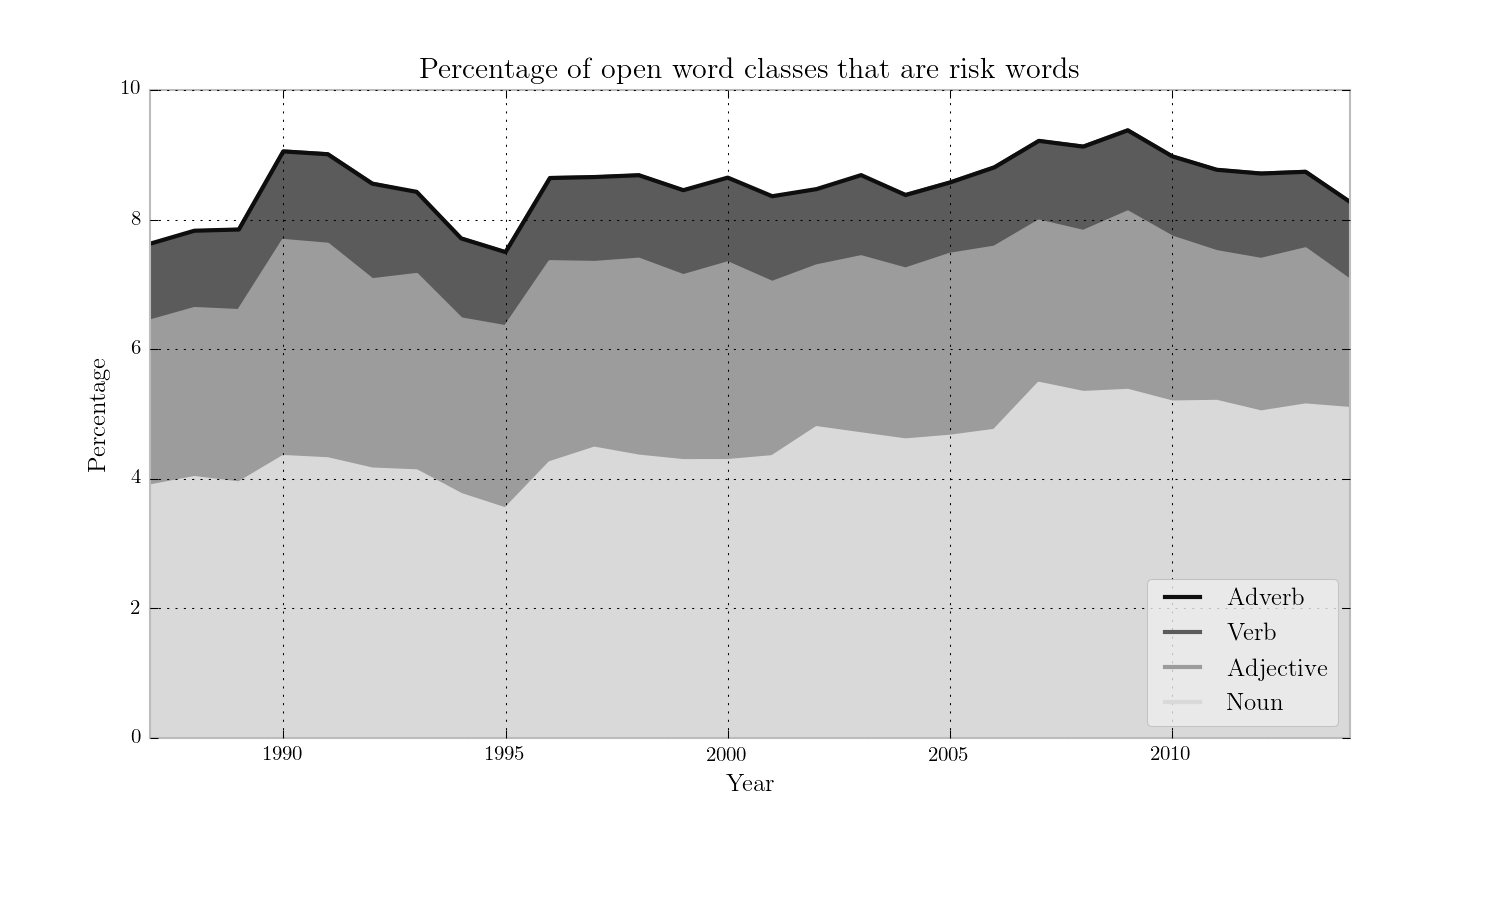 Percentage of open word classes that are risk words
10
8
6
4
2
0
Percentage
Adverb
Verb
Adjective
Noun
1990 1995 2000 2005 2010
Year